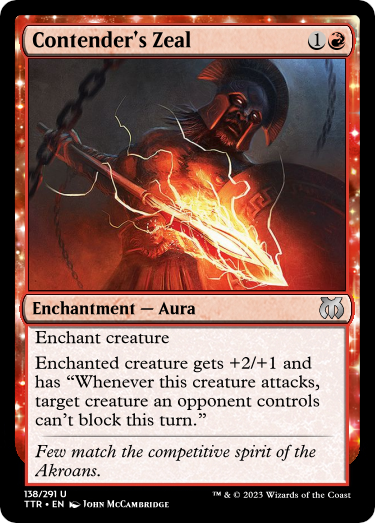 Contender's Zeal
1
Enchantment — Aura
Enchant creature
Enchanted creature gets +2/+1 and
has “Whenever this creature attacks,
target creature an opponent controls
can't block this turn.”
Few match the competitive spirit of the
Akroans.
138/291 U
TTR • EN John McCambridge
™ & © 2023 Wizards of the Coast